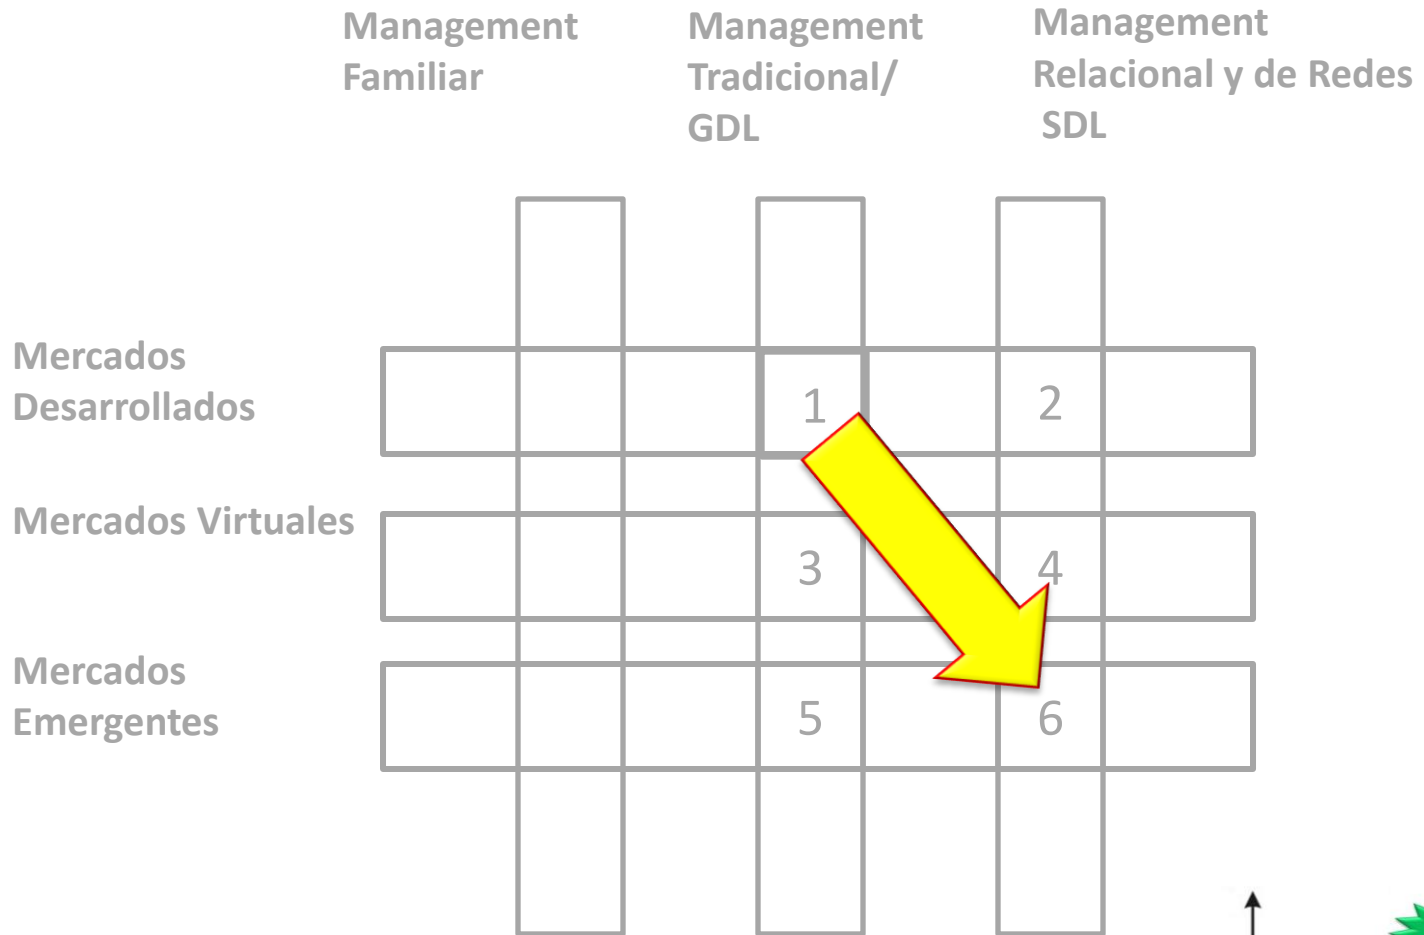 Management
Familiar
Management
Tradicional/
GDL
Management
Relacional y de Redes
SDL
Mercados
Desarrollados
1
2
Mercados Virtuales
3
4
Mercados
Emergentes
5
6